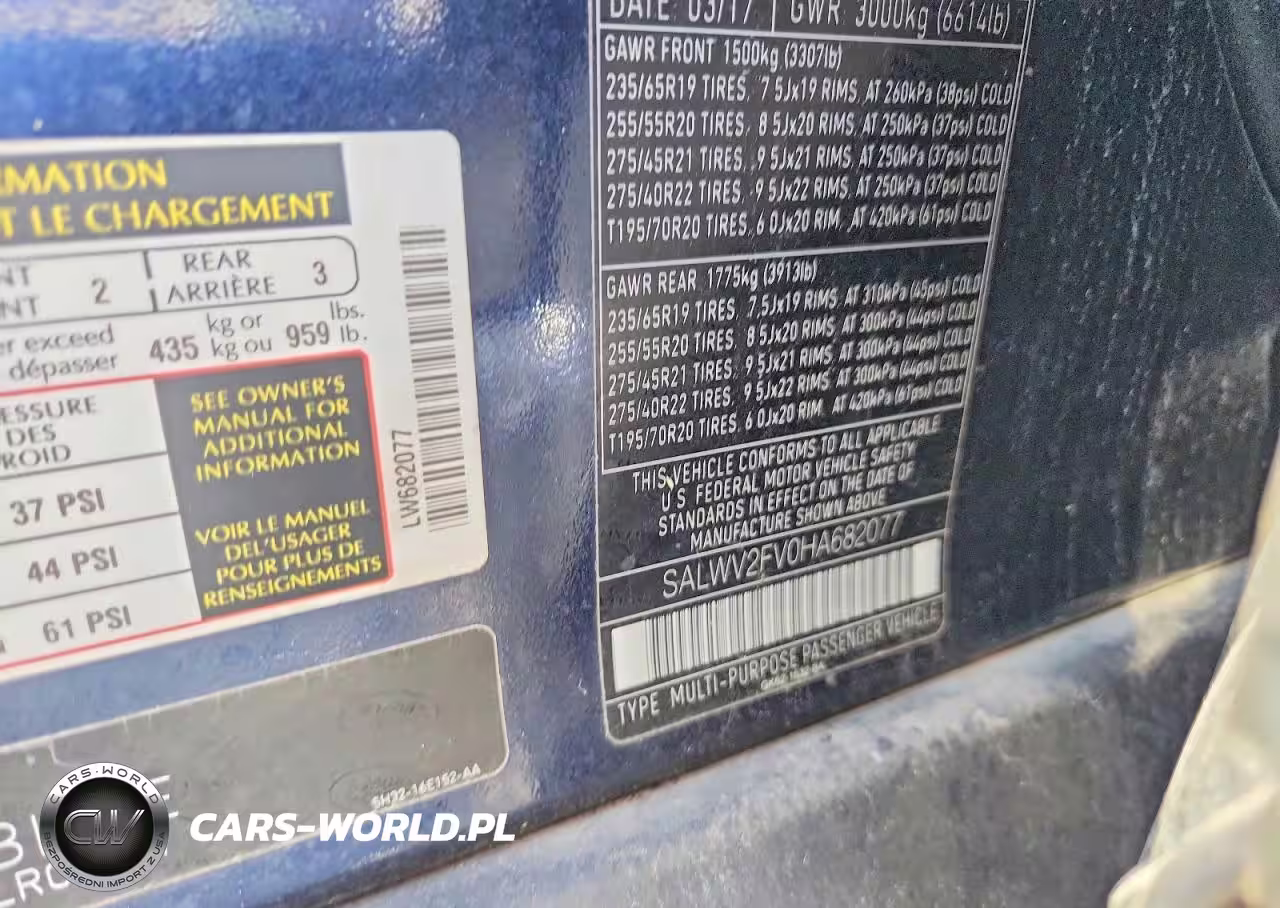 RMATION
T LE CHARGEMENT
NT
NT
2
REAR
ARRIÈRE
3
er exceed
dépasser
435
kg or
kg ou
959
lbs.
lb.
ESSURE
DES
ROID
37 PSI
44 PSI
61 PSI
SEE OWNER'S
MANUAL FOR
ADDITIONAL
INFORMATION
VOIR LE MANUEL
DEL'USAGER
POUR PLUS DE
RENSEIGNEMENTS
LW682077
DATE 03/17
GWR 3000kg (6614lb)
GAWR FRONT 1500kg (3307lb)
235/65R19 TIRES, 7.5Jx19 RIMS, AT 260kPa (38psi) COLD
255/55R20 TIRES, 8.5Jx20 RIMS, AT 250kPa (37psi) COLD
275/45R21 TIRES, 9.5Jx21 RIMS, AT 250kPa (37psi) COLD
275/40R22 TIRES, 9.5Jx22 RIMS, AT 250kPa (37psi) COLD
T195/70R20 TIRES, 6.0Jx20 RIM, AT 420kPa (61psi) COLD
GAWR REAR 1775kg (3913lb)
235/65R19 TIRES, 7.5Jx19 RIMS, AT 310kPa (45psi) COLD
255/55R20 TIRES, 8.5Jx20 RIMS, AT 300kPa (44psi) COLD
275/45R21 TIRES, 9.5Jx21 RIMS, AT 300kPa (44psi) COLD
275/40R22 TIRES, 9.5Jx22 RIMS, AT 300kPa (44psi) COLD
T195/70R20 TIRES, 6.0Jx20 RIM, AT 420kPa (61psi) COLD
THIS VEHICLE CONFORMS TO ALL APPLICABLE
U.S. FEDERAL MOTOR VEHICLE SAFETY
STANDARDS IN EFFECT ON THE DATE OF
MANUFACTURE SHOWN ABOVE
SALWV2FV0HA682077
TYPE MULTI-PURPOSE PASSENGER VEHICLE
CARS-WORLD
CW
BEZPOŚREDNI IMPORT Z USA
CARS-WORLD.PL